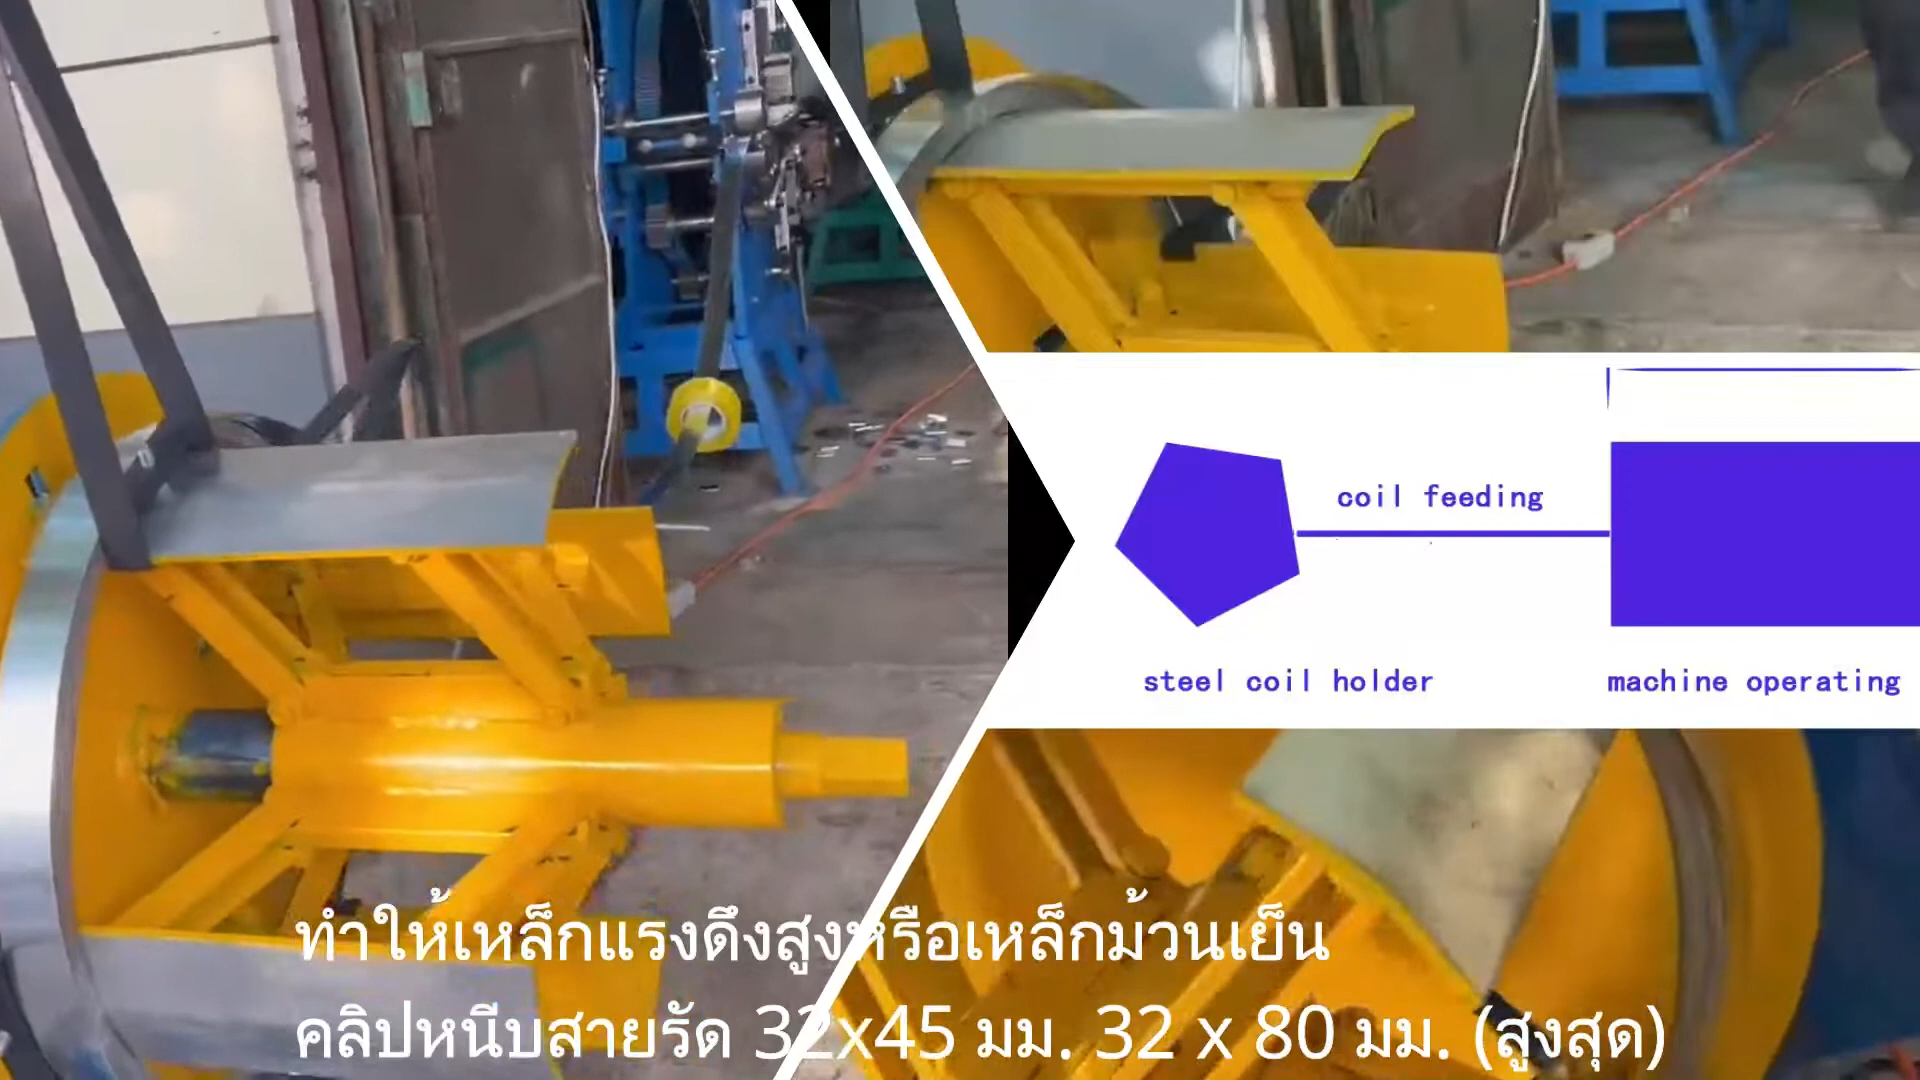 coil feeding
steel coil holder
machine operating
ทำให้เหล็กแรงดึงสูงหรือเหล็กม้วนเย็น
คลิปหนีบสายรัด 32x45 มม. 32 x 80 มม. (สูงสุด)